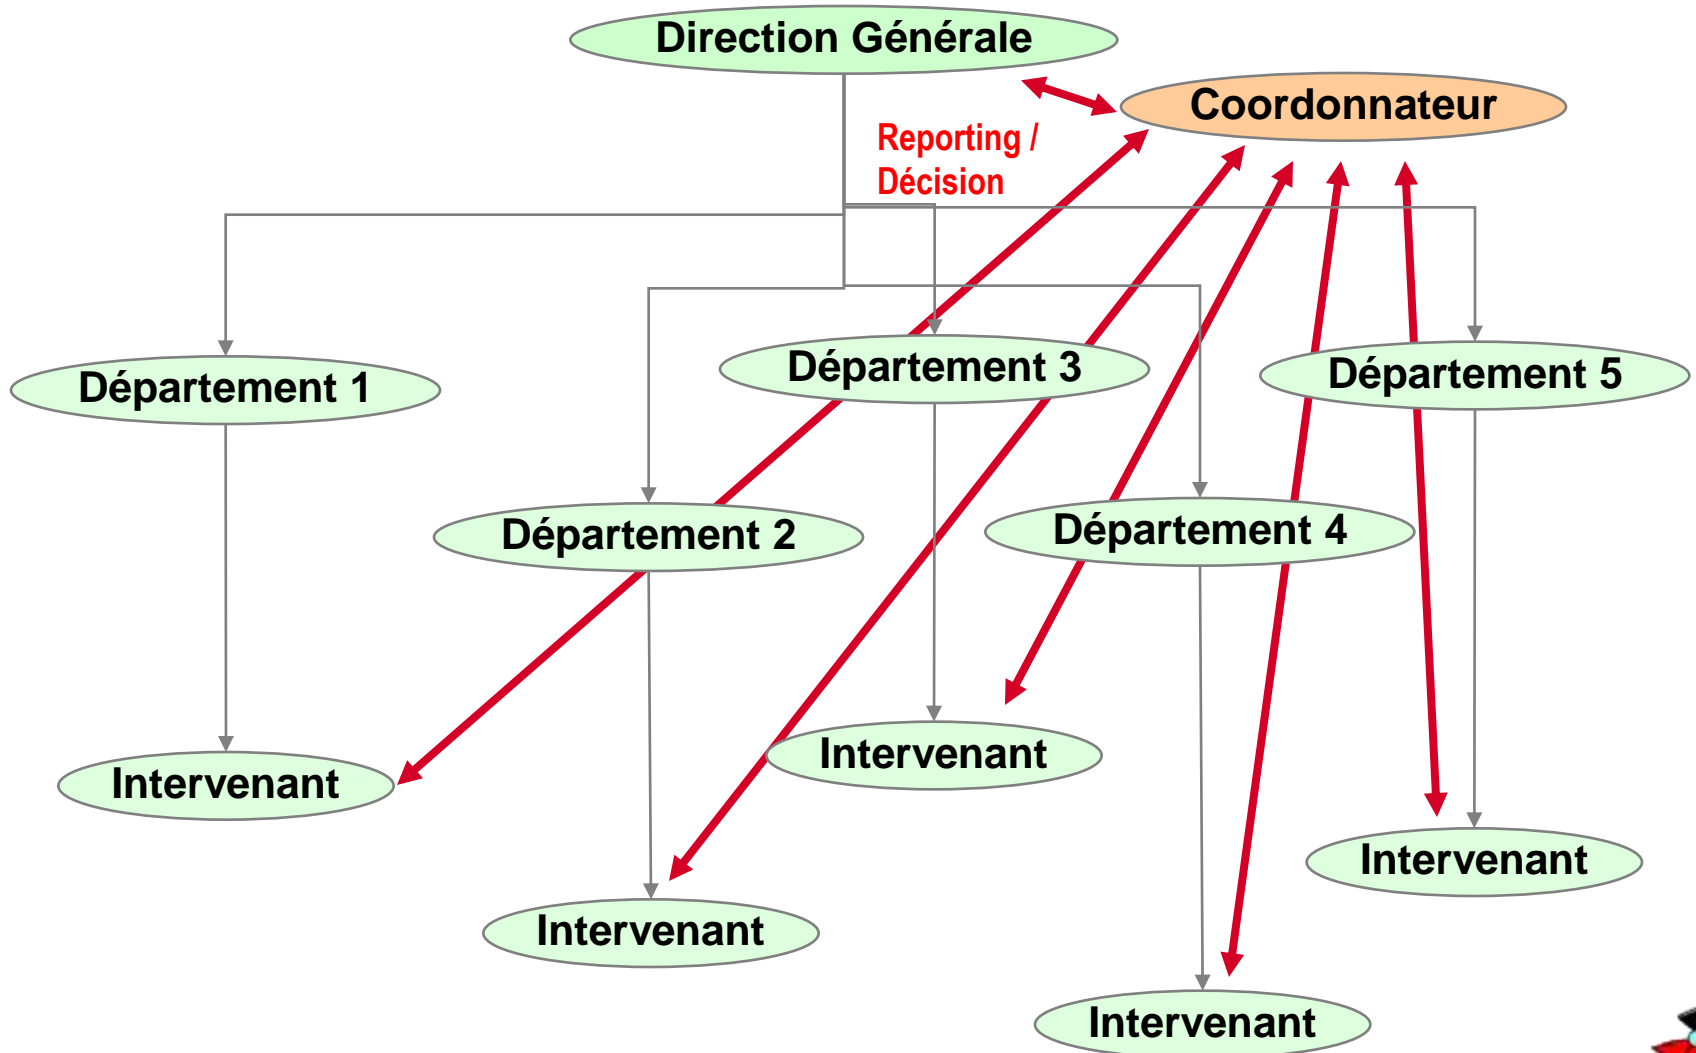 Direction Générale
Coordonnateur
Reporting /
Décision
Département 1
Département 3
Département 5
Département 2
Département 4
Intervenant
Intervenant
Intervenant
Intervenant
Intervenant